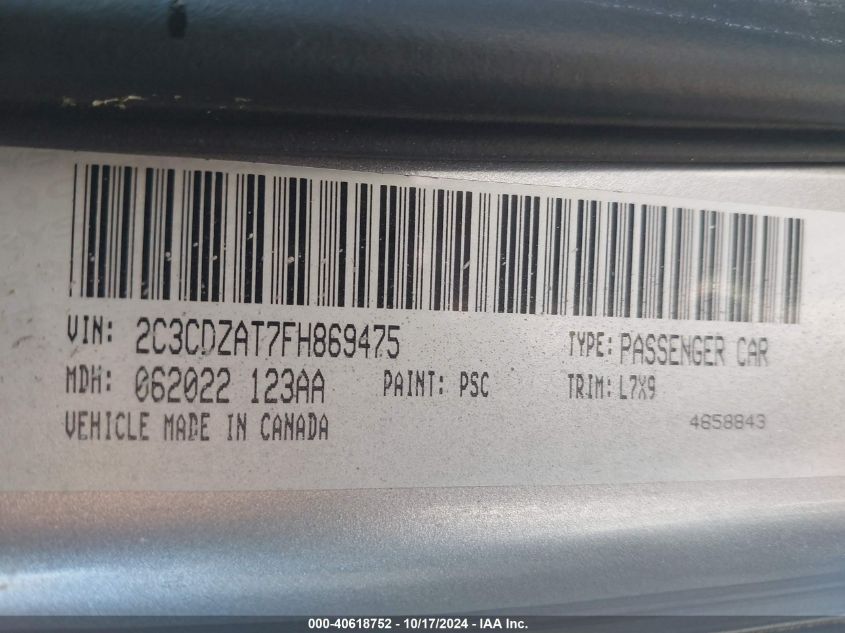 VIN: 2C3CDZAT7FH869475 TYPE: PASSENGER CAR
MDH: 062022 123AA PAINT: PSC TRIM: L7X9
VEHICLE MADE IN CANADA 4658843
000-40618752 - 10/17/2024 - IAA Inc.